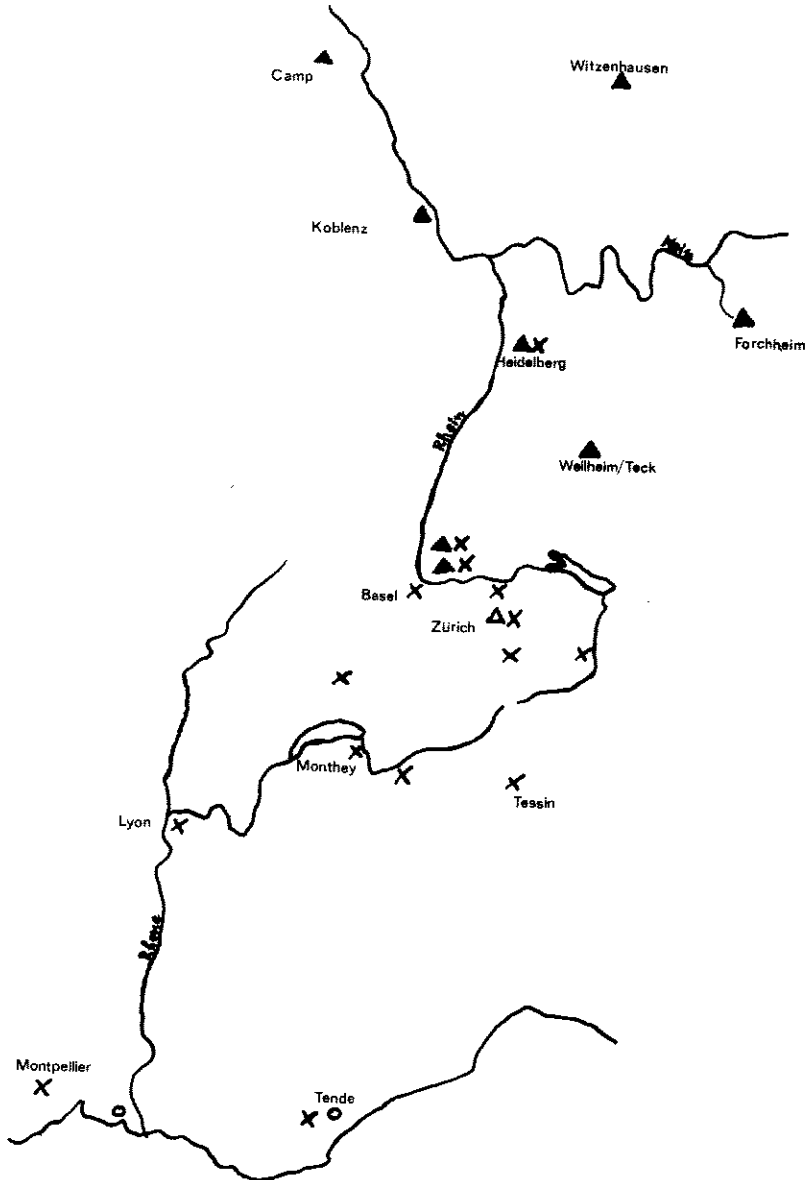 Witzenhausen
Camp
Koblenz
Main
Forchheim
Heidelberg
Rhein
Weilheim/Teck
Basel
Zürich
Monthey
Tessin
Lyon
Rhone
Montpellier
Tende